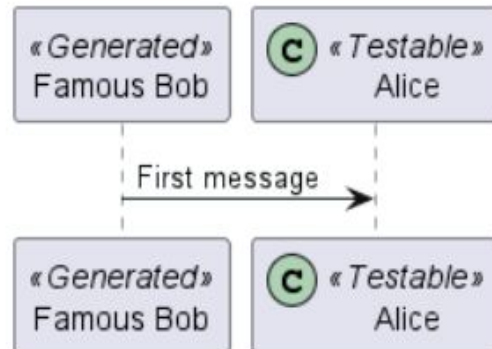 «Generated»
Famous Bob
C «Testable»
Alice
First message
«Generated»
Famous Bob
C «Testable»
Alice